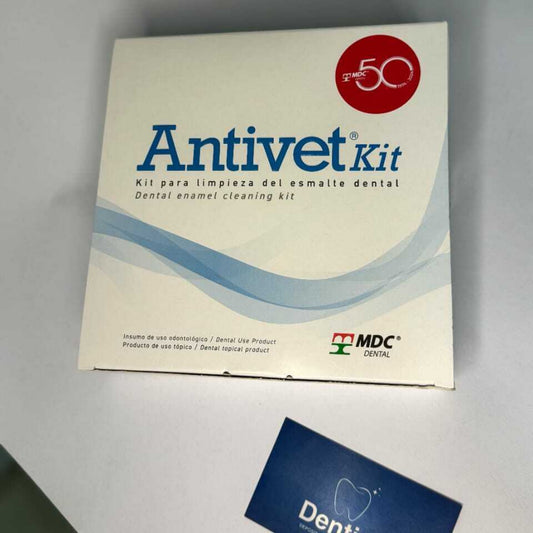 MDC 50
Antivet® Kit
Kit para limpieza del esmalte dental
Dental enamel cleaning kit
Insumo de uso odontológico / Dental Use Product
Producto de uso tópico / Dental topical product
MDC®
DENTAL